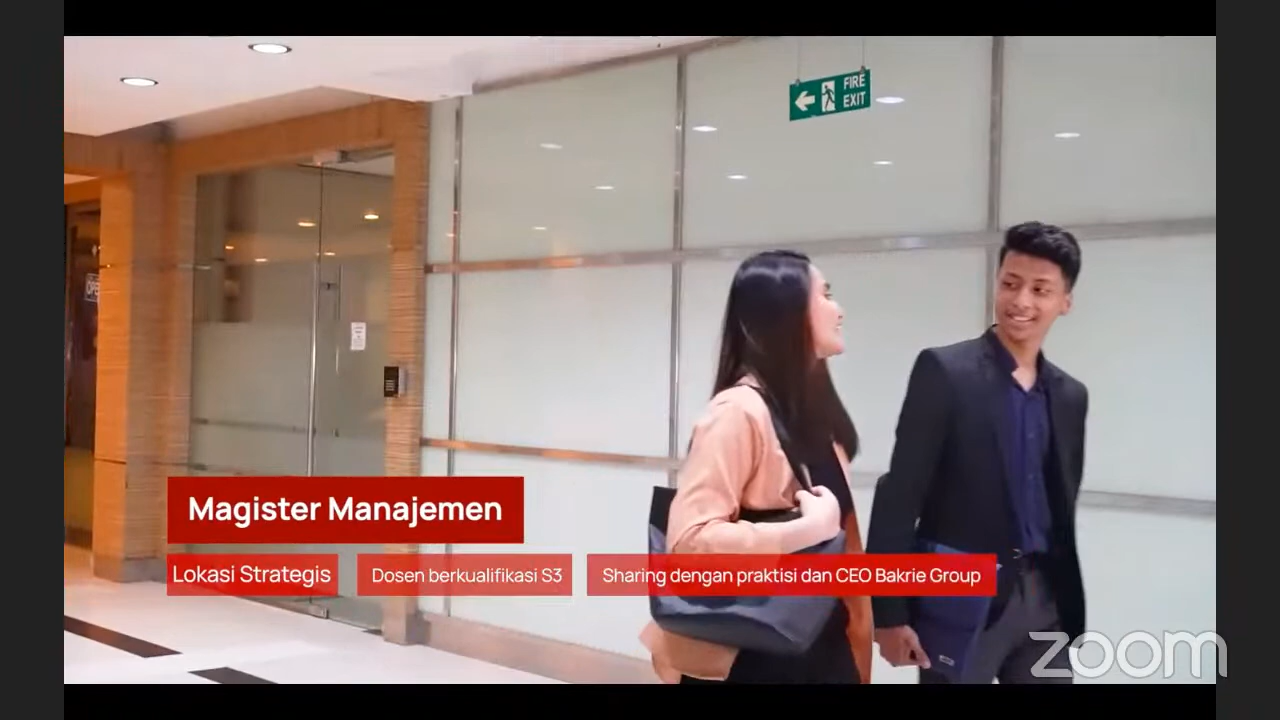 FIRE
EXIT
Magister Manajemen
Lokasi Strategis
Dosen berkualifikasi S3
Sharing dengan praktisi dan CEO Bakrie Group
zoom